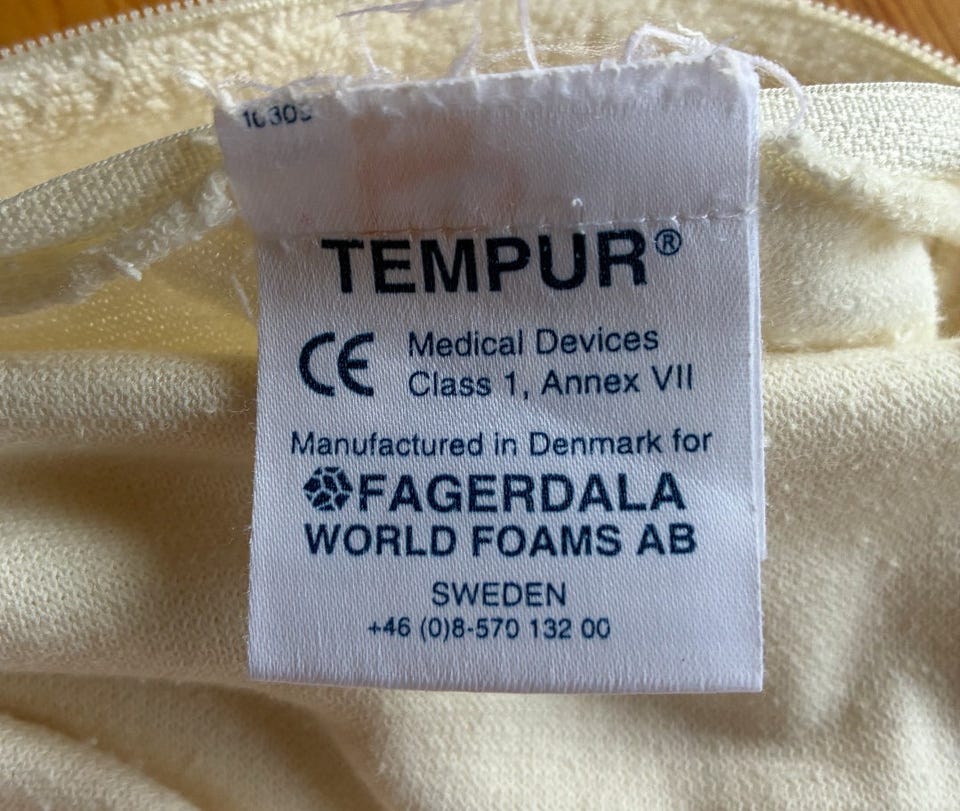 TEMPUR®
CE Medical Devices
Class 1, Annex VII
Manufactured in Denmark for
FAGERDALA
WORLD FOAMS AB
SWEDEN
+46 (0)8-570 132 00